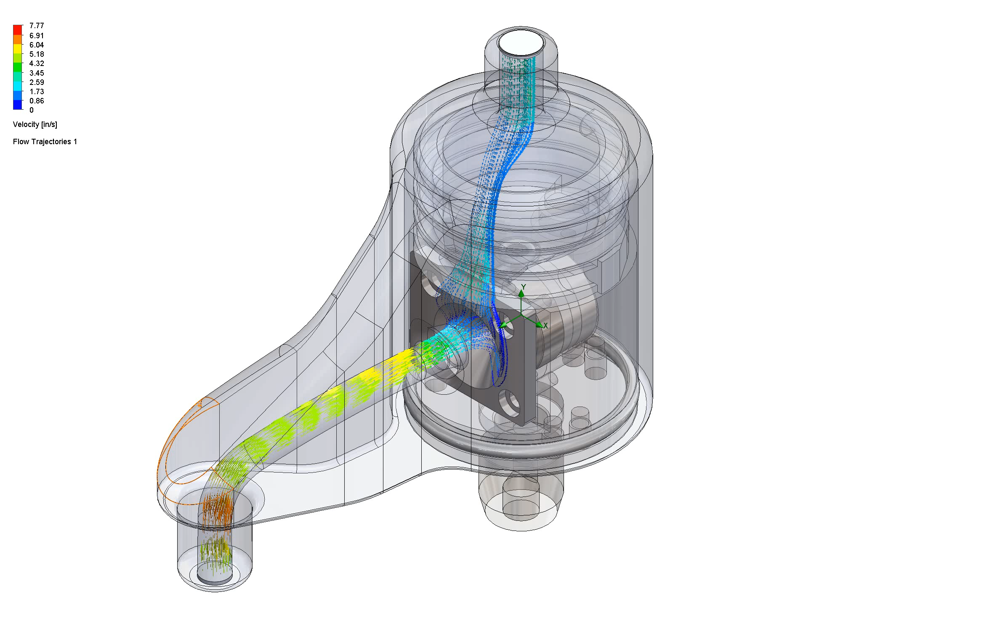 7.77
6.91
6.04
5.18
4.32
3.45
2.59
1.73
0.86
0
Velocity [in/s]
Flow Trajectories 1
Y
X